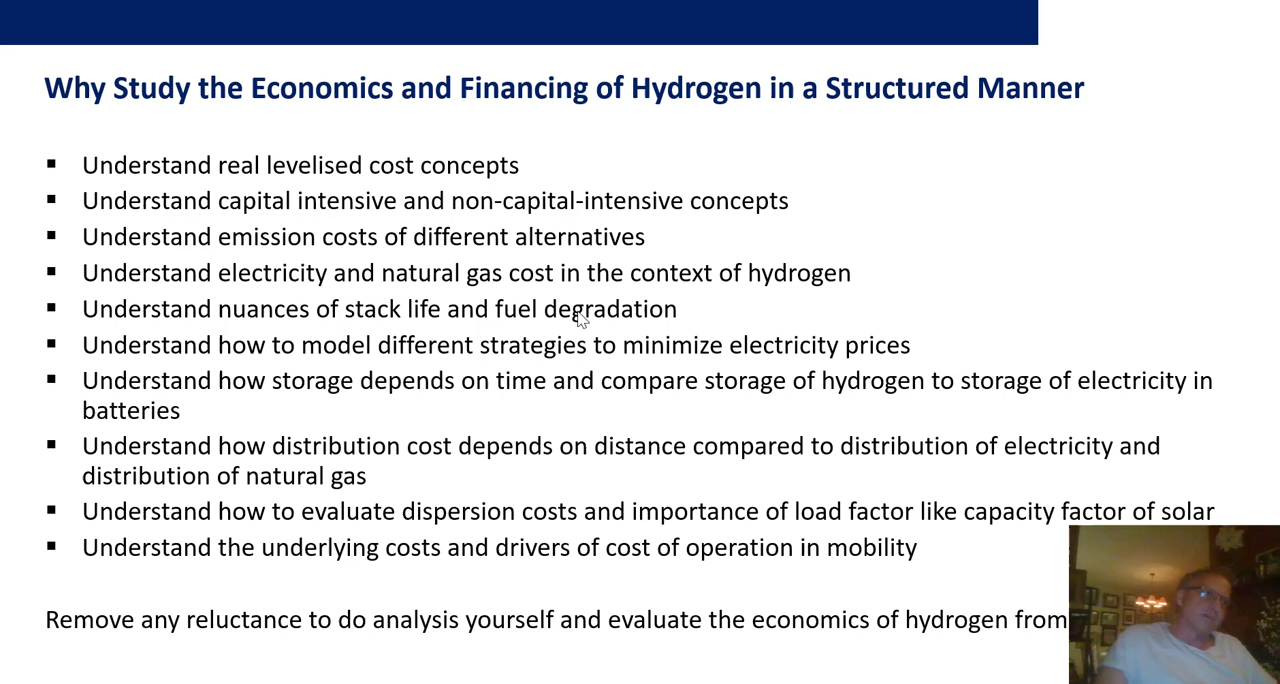 Why Study the Economics and Financing of Hydrogen in a Structured Manner
▪ Understand real levelised cost concepts
▪ Understand capital intensive and non-capital-intensive concepts
▪ Understand emission costs of different alternatives
▪ Understand electricity and natural gas cost in the context of hydrogen
▪ Understand nuances of stack life and fuel degradation
▪ Understand how to model different strategies to minimize electricity prices
▪ Understand how storage depends on time and compare storage of hydrogen to storage of electricity in
batteries
▪ Understand how distribution cost depends on distance compared to distribution of electricity and
distribution of natural gas
▪ Understand how to evaluate dispersion costs and importance of load factor like capacity factor of solar
▪ Understand the underlying costs and drivers of cost of operation in mobility
Remove any reluctance to do analysis yourself and evaluate the economics of hydrogen from